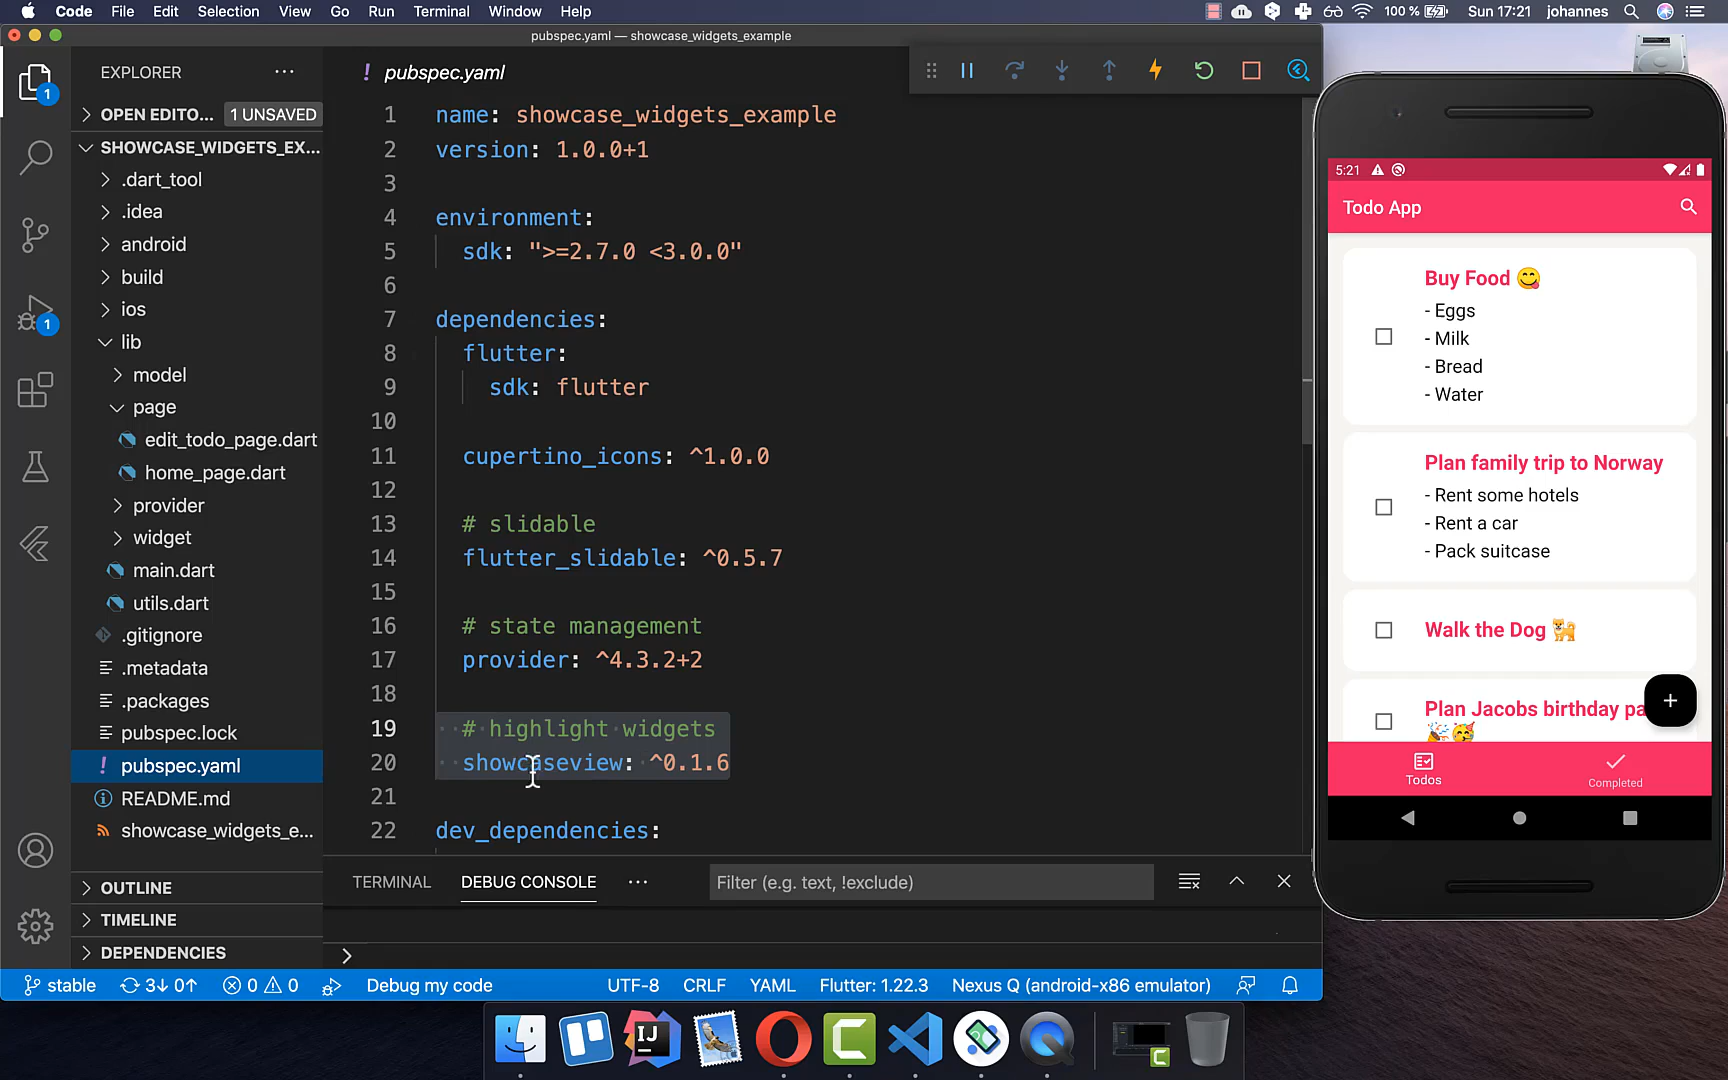 Code File Edit Selection View Go Run Terminal Window Help 100 % Sun 17:21 johannes
pubspec.yaml — showcase_widgets_example
EXPLORER
OPEN EDITO... 1 UNSAVED
SHOWCASE_WIDGETS_EX...
.dart_tool
.idea
android
build
ios
lib
model
page
edit_todo_page.dart
home_page.dart
provider
widget
main.dart
utils.dart
.gitignore
.metadata
.packages
pubspec.lock
! pubspec.yaml
README.md
showcase_widgets_e...
OUTLINE
TIMELINE
DEPENDENCIES
1
1
! pubspec.yaml
1 name: showcase_widgets_example
2 version: 1.0.0+1
3
4 environment:
5 sdk: ">=2.7.0 <3.0.0"
6
7 dependencies:
8 flutter:
9 sdk: flutter
10
11 cupertino_icons: ^1.0.0
12
13 # slidable
14 flutter_slidable: ^0.5.7
15
16 # state management
17 provider: ^4.3.2+2
18
19 # highlight widgets
20 showcaseview: ^0.1.6
21
22 dev_dependencies:
TERMINAL DEBUG CONSOLE ... Filter (e.g. text, !exclude)
stable 3↓ 0↑ 0 0 Debug my code UTF-8 CRLF YAML Flutter: 1.22.3 Nexus Q (android-x86 emulator)
5:21
Todo App
Buy Food 😋
- Eggs
- Milk
- Bread
- Water
Plan family trip to Norway
- Rent some hotels
- Rent a car
- Pack suitcase
Walk the Dog 🐕
Plan Jacobs birthday pa
🎉🥳
+
Todos Completed
IJ
C
C